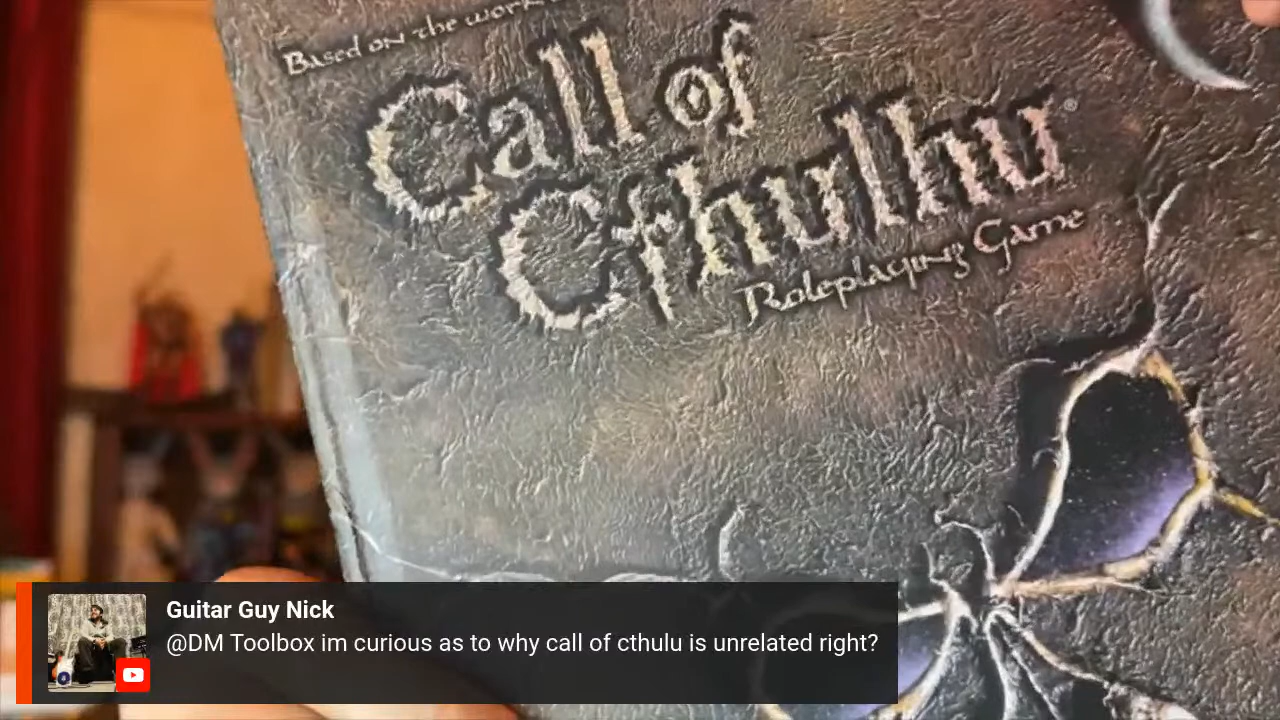 Based on the work
Call of
Cthulhu®
Roleplaying Game
Guitar Guy Nick
@DM Toolbox im curious as to why call of cthulu is unrelated right?